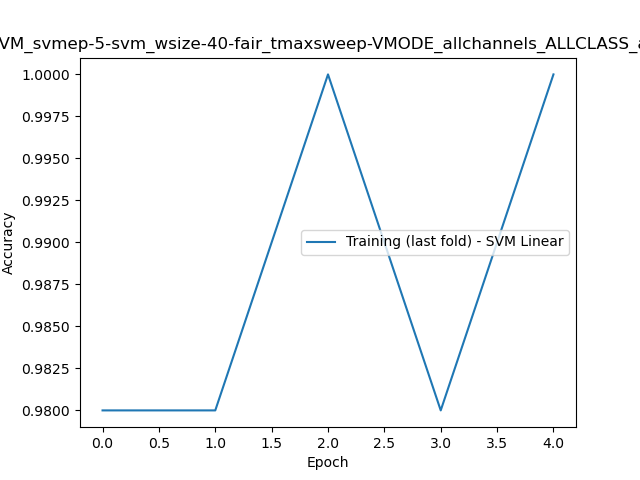 VM_svmep-5-svm_wsize-40-fair_tmaxsweep-VMODE_allchannels_ALLCLASS_a
1.0000
0.9975
0.9950
0.9925
0.9900
0.9875
0.9850
0.9825
0.9800
Accuracy
Training (last fold) - SVM Linear
0.0 0.5 1.0 1.5 2.0 2.5 3.0 3.5 4.0
Epoch